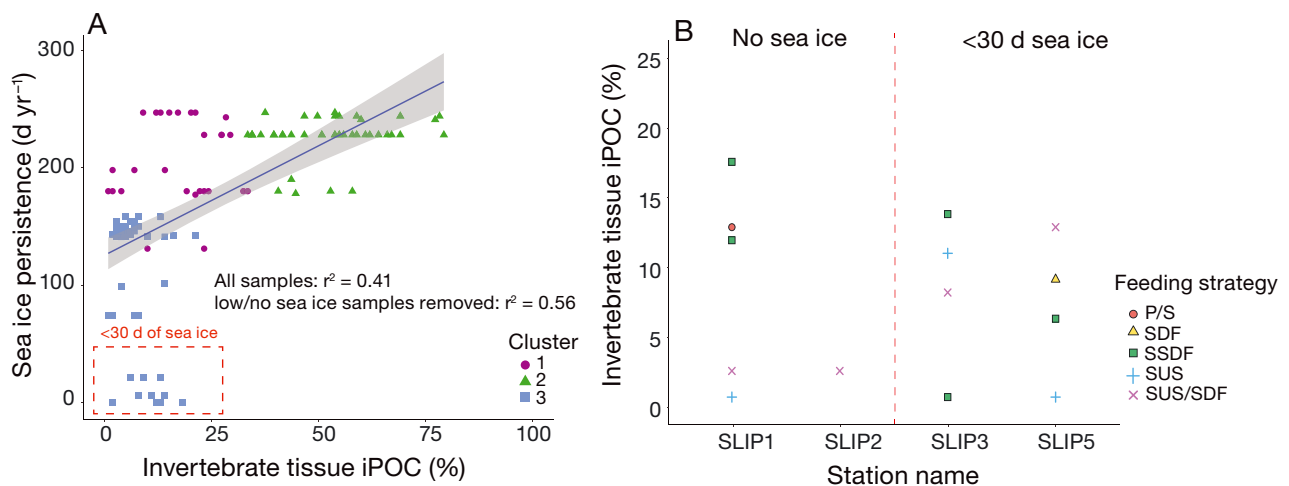 A
Sea ice persistence (d yr⁻¹)
300
200
100
0
All samples: r² = 0.41
low/no sea ice samples removed: r² = 0.56
<30 d of sea ice
Cluster
1
2
3
0
25
50
75
100
Invertebrate tissue iPOC (%)
B
No sea ice
<30 d sea ice
Invertebrate tissue iPOC (%)
25
20
15
10
5
0
Feeding strategy
P/S
SDF
SSDF
SUS
SUS/SDF
SLIP1
SLIP2
SLIP3
SLIP5
Station name